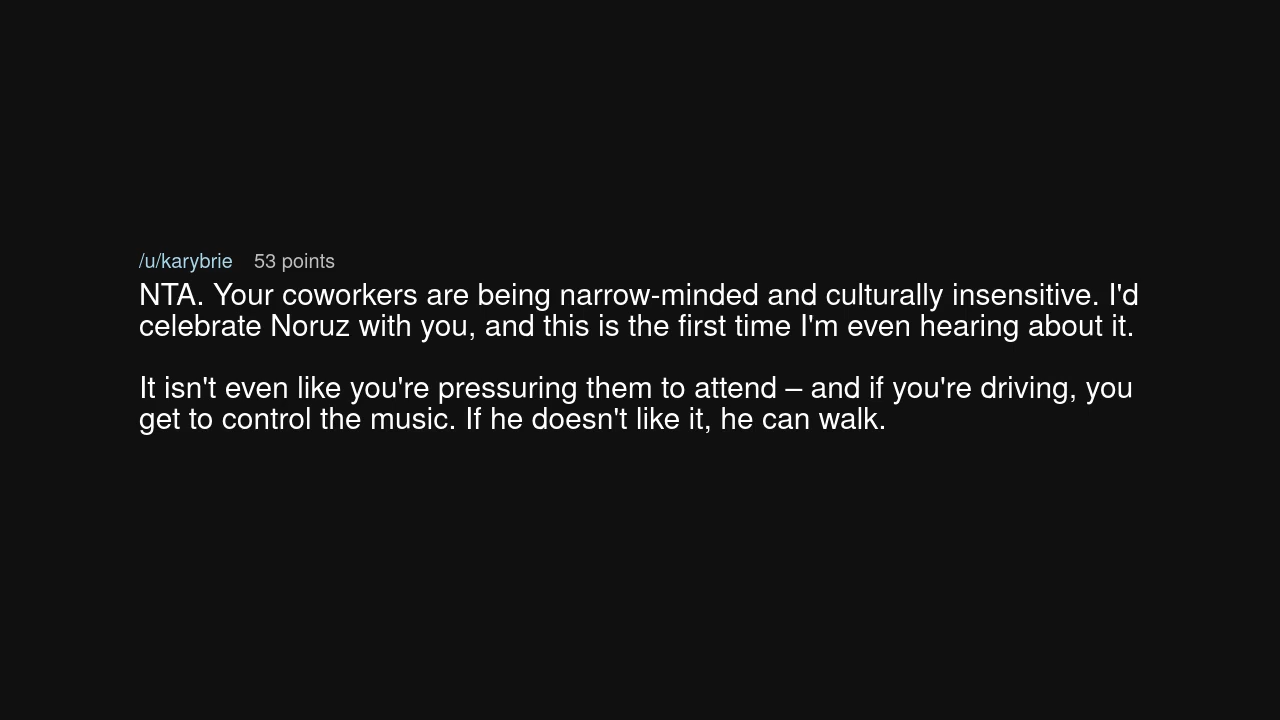 /u/karybrie 53 points
NTA. Your coworkers are being narrow-minded and culturally insensitive. I'd
celebrate Noruz with you, and this is the first time I'm even hearing about it.
It isn't even like you're pressuring them to attend – and if you're driving, you
get to control the music. If he doesn't like it, he can walk.